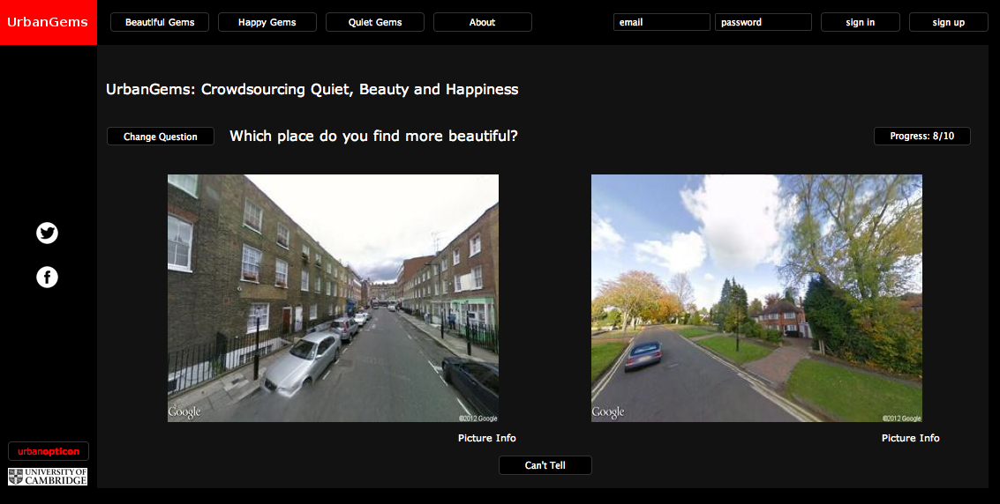 UrbanGems
Beautiful Gems
Happy Gems
Quiet Gems
About
email
password
sign in
sign up
UrbanGems: Crowdsourcing Quiet, Beauty and Happiness
Change Question
Which place do you find more beautiful?
Progress: 8/10
Google
©2012 Google
Google
©2012 Google
Picture Info
Picture Info
Can't Tell
urbanopticon
UNIVERSITY OF
CAMBRIDGE